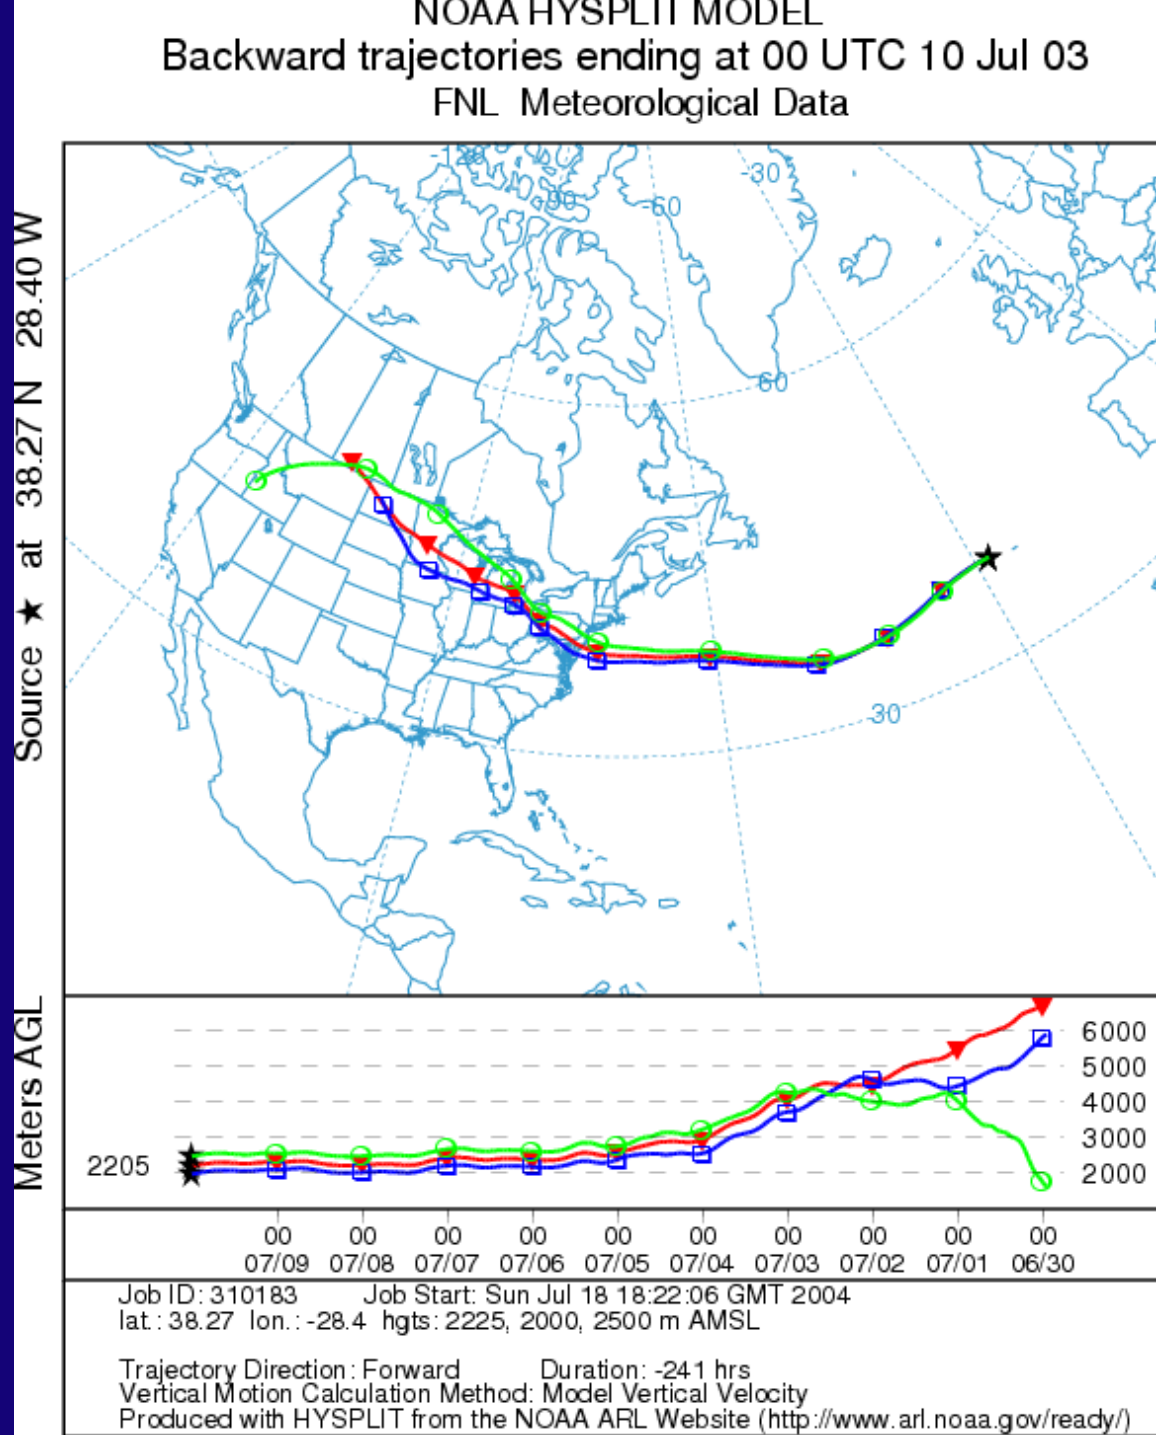 NOAA HYSPLIT MODEL
Backward trajectories ending at 00 UTC 10 Jul 03
FNL Meteorological Data
Source ★ at 38.27 N 28.40 W
-120
-90
-60
-30
60
30
Meters AGL
2205
6000
5000
4000
3000
2000
00 00 00 00 00 00 00 00 00 00
07/09 07/08 07/07 07/06 07/05 07/04 07/03 07/02 07/01 06/30
Job ID: 310183 Job Start: Sun Jul 18 18:22:06 GMT 2004
lat.: 38.27 lon.: -28.4 hgts: 2225, 2000, 2500 m AMSL
Trajectory Direction: Forward Duration: -241 hrs
Vertical Motion Calculation Method: Model Vertical Velocity
Produced with HYSPLIT from the NOAA ARL Website (http://www.arl.noaa.gov/ready/)